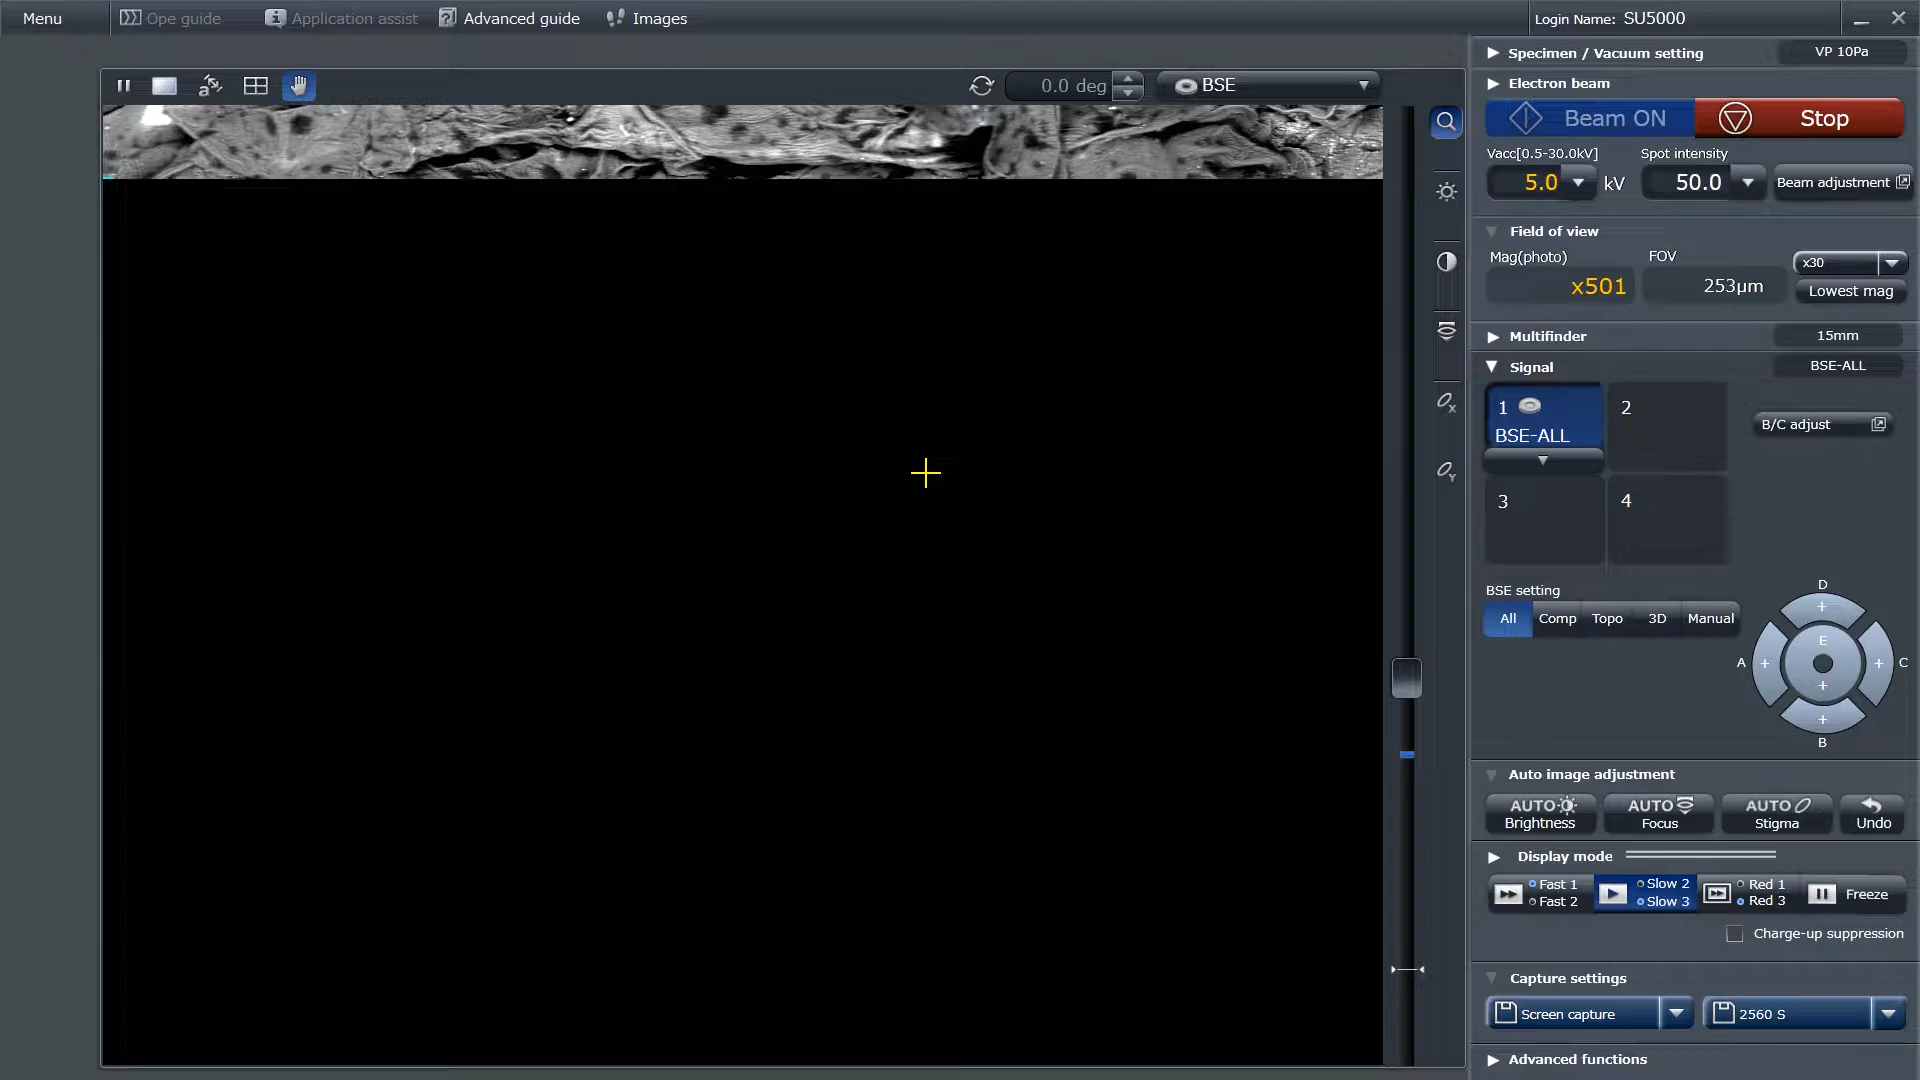 Menu
Ope guide
Application assist
Advanced guide
Images
Login Name: SU5000
0.0 deg
BSE
Specimen / Vacuum setting
VP 10Pa
Electron beam
Beam ON
Stop
Vacc[0.5-30.0kV]
Spot intensity
5.0 kV
50.0
Beam adjustment
Field of view
Mag(photo)
FOV
x30
x501
253μm
Lowest mag
Multifinder
15mm
Signal
BSE-ALL
1
BSE-ALL
2
B/C adjust
3
4
BSE setting
All
Comp
Topo
3D
Manual
D
E
A
C
B
Auto image adjustment
AUTO
Brightness
AUTO
Focus
AUTO
Stigma
Undo
Display mode
Fast 1
Fast 2
Slow 2
Slow 3
Red 1
Red 3
Freeze
Charge-up suppression
Capture settings
Screen capture
2560 S
Advanced functions
X
Y